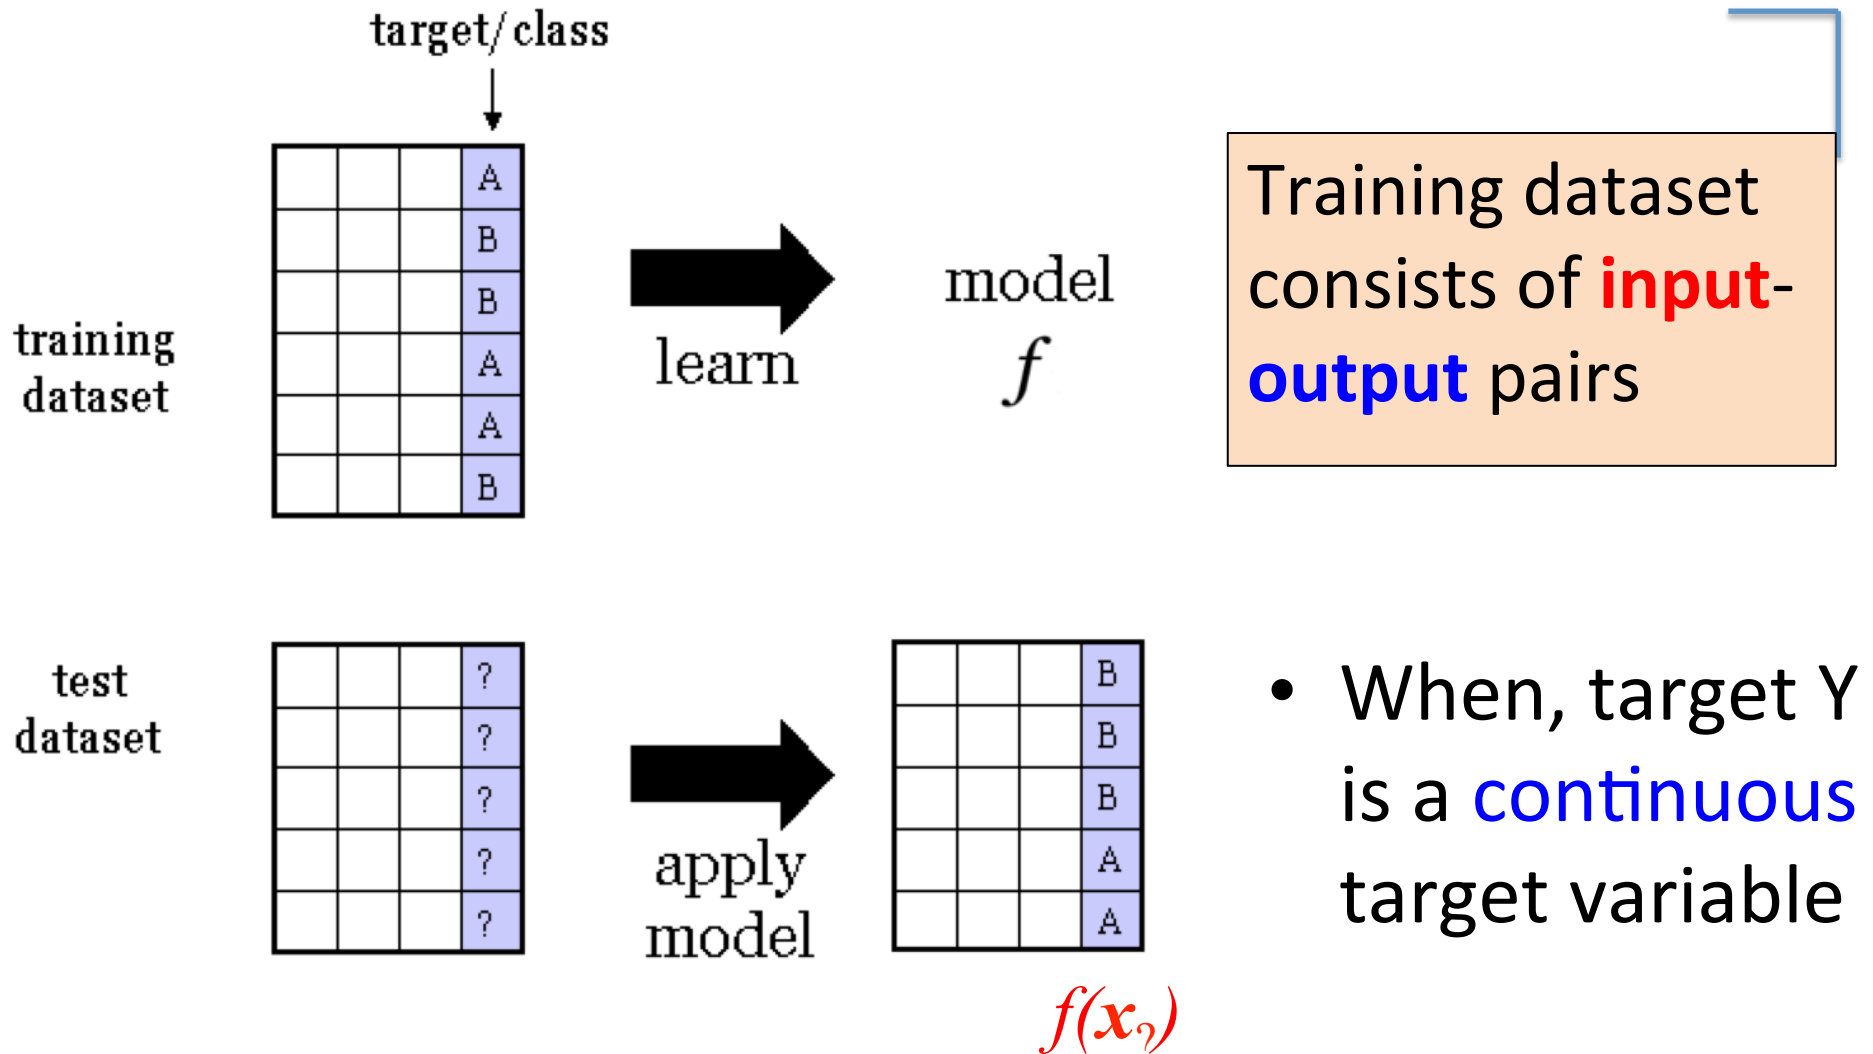 target/class
A
B
B
A
A
B
training
dataset
learn
model
f
Training dataset
consists of input-
output pairs
test
dataset
?
?
?
?
?
apply
model
B
B
B
A
A
f(x?)
• When, target Y
is a continuous
target variable